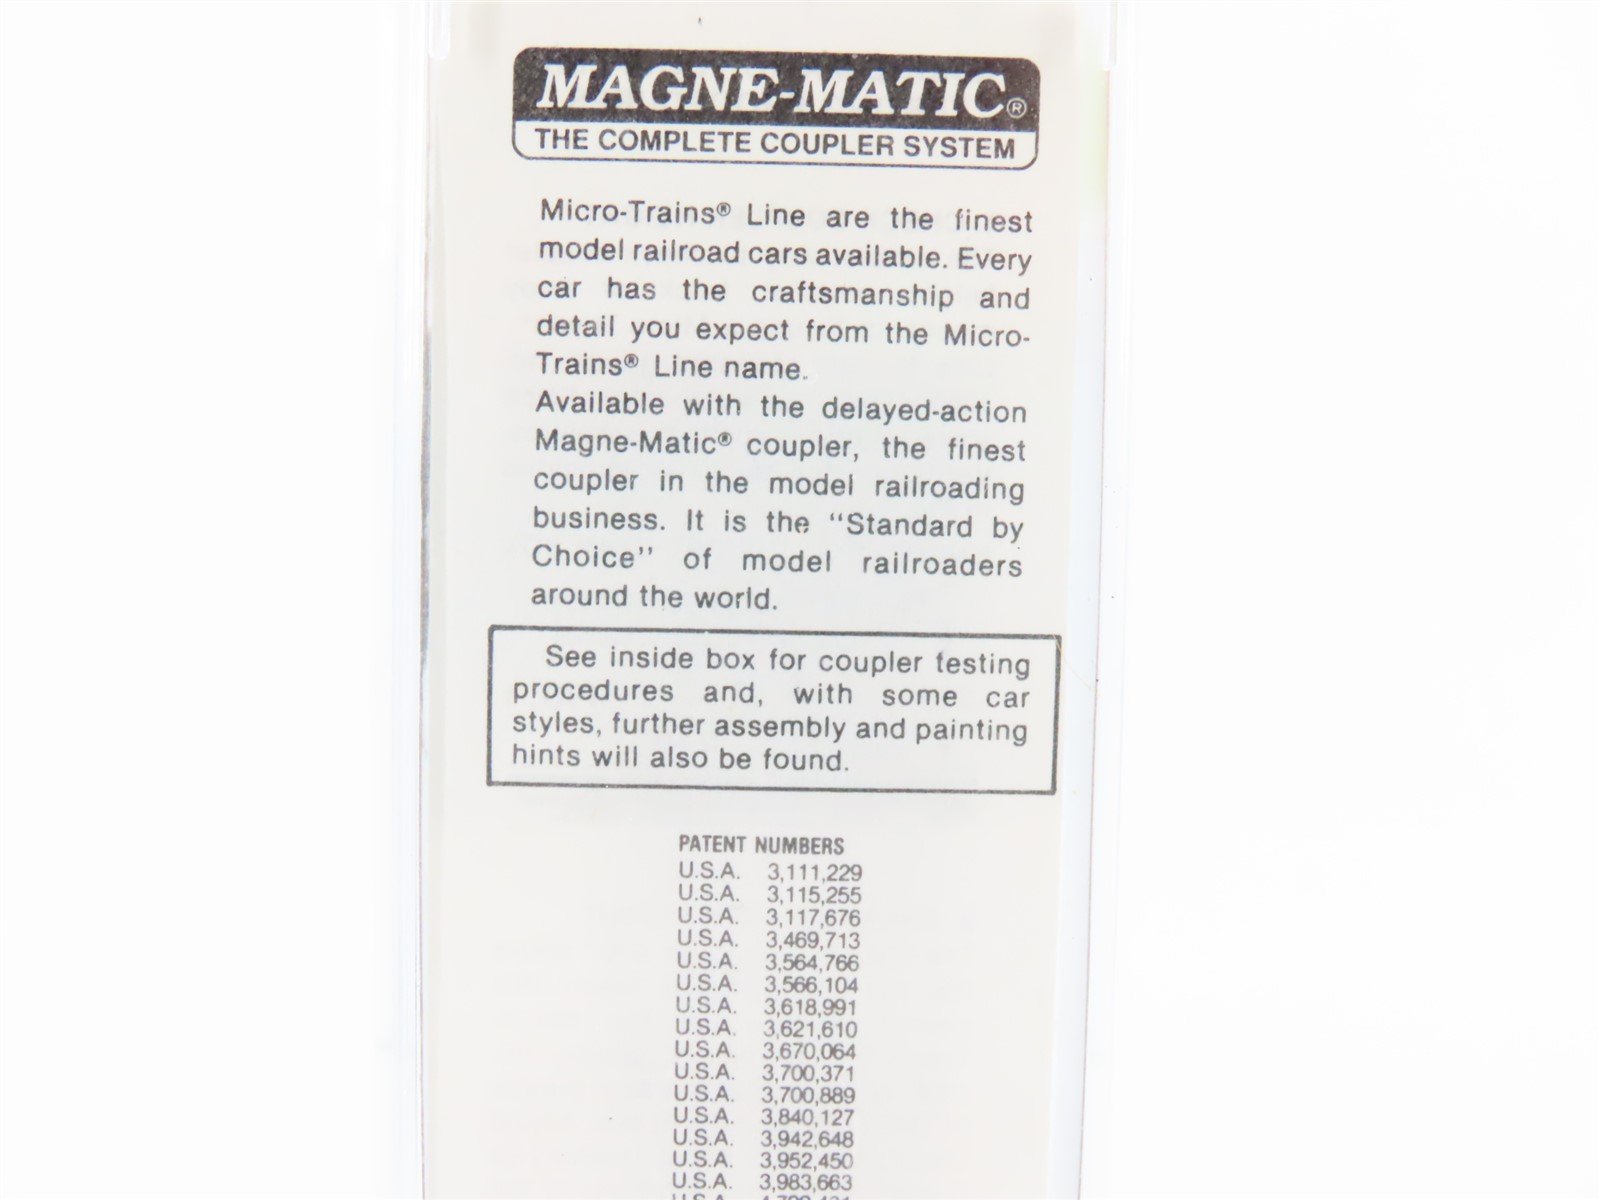 MAGNE-MATIC®
THE COMPLETE COUPLER SYSTEM
Micro-Trains® Line are the finest
model railroad cars available. Every
car has the craftsmanship and
detail you expect from the Micro-
Trains® Line name.
Available with the delayed-action
Magne-Matic® coupler, the finest
coupler in the model railroading
business. It is the "Standard by
Choice" of model railroaders
around the world.
See inside box for coupler testing
procedures and, with some car
styles, further assembly and painting
hints will also be found.
PATENT NUMBERS
U.S.A. 3,111,229
U.S.A. 3,115,255
U.S.A. 3,117,676
U.S.A. 3,469,713
U.S.A. 3,564,766
U.S.A. 3,566,104
U.S.A. 3,618,991
U.S.A. 3,621,610
U.S.A. 3,670,064
U.S.A. 3,700,371
U.S.A. 3,700,889
U.S.A. 3,840,127
U.S.A. 3,942,648
U.S.A. 3,952,450
U.S.A. 3,983,663
U.S.A.